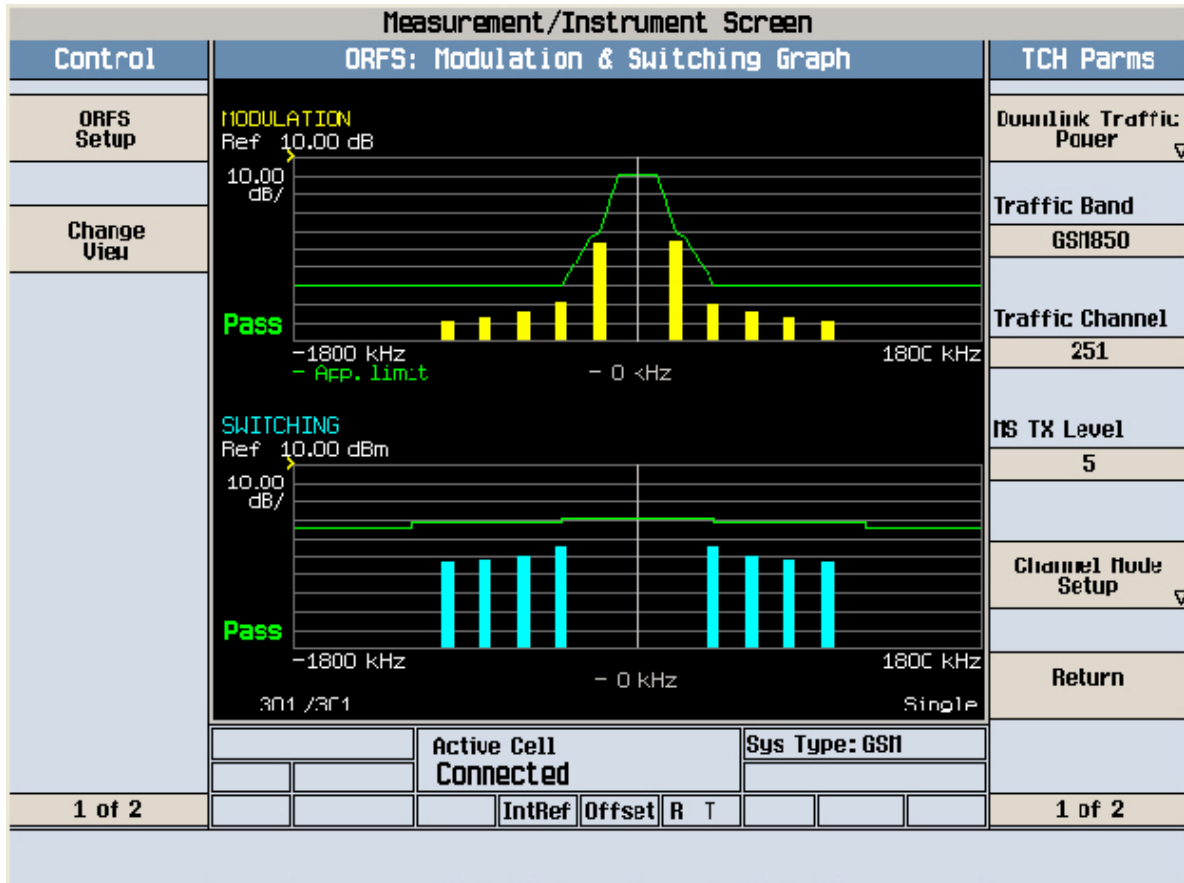 Measurement/Instrument Screen
Control
ORFS: Modulation & Switching Graph
TCH Parms
ORFS
Setup
Change
View
1 of 2
MODULATION
Ref 10.00 dB
10.00
dB/
Pass
-1800 kHz
1800 kHz
- App. limit
- 0 kHz
SWITCHING
Ref 10.00 dBm
10.00
dB/
Pass
-1800 kHz
1800 kHz
- 0 kHz
301 /301
Single
Downlink Traffic
Power
Traffic Band
GSM850
Traffic Channel
251
MS TX Level
5
Channel Mode
Setup
Return
1 of 2
Active Cell
Connected
Sys Type: GSM
IntRef
Offset
R T